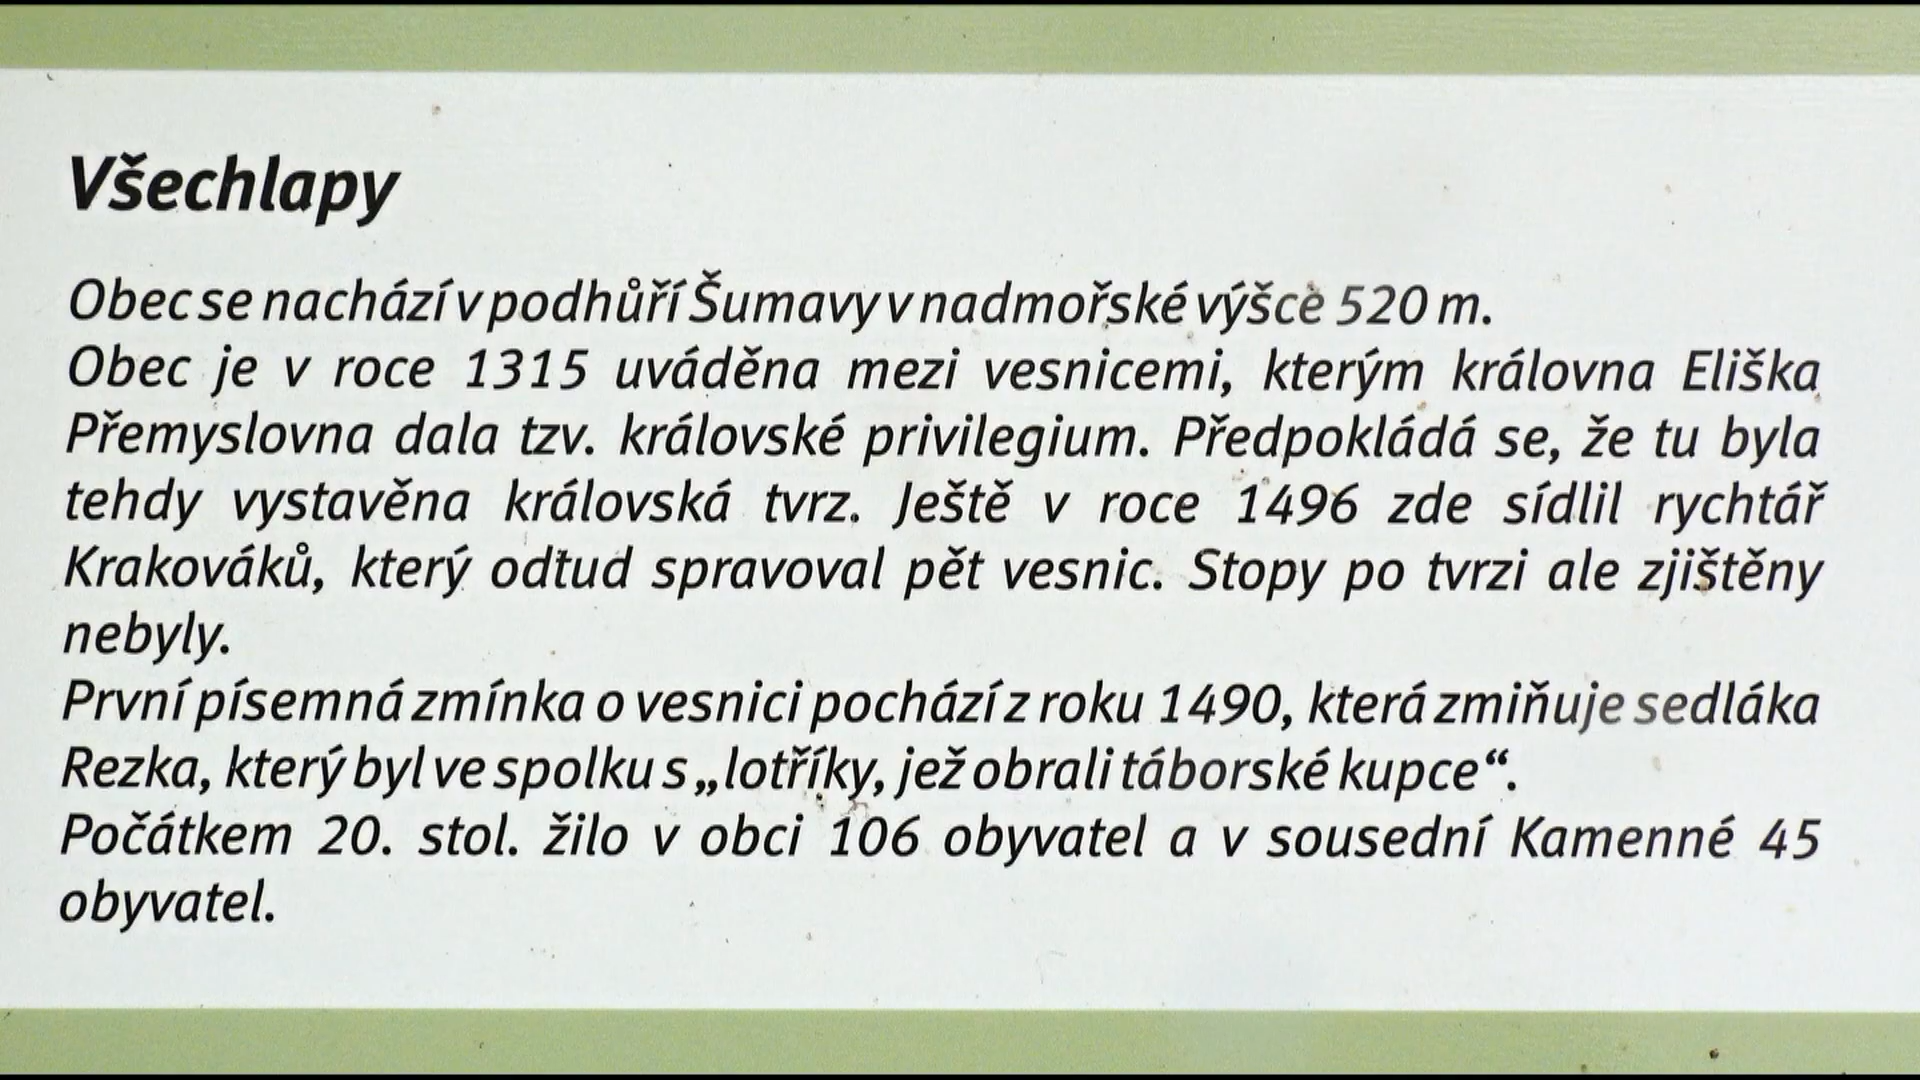 Všechlapy
Obec se nachází v podhůří Šumavy v nadmořské výšce 520 m.
Obec je v roce 1315 uváděna mezi vesnicemi, kterým královna Eliška
Přemyslovna dala tzv. královské privilegium. Předpokládá se, že tu byla
tehdy vystavěna královská tvrz. Ještě v roce 1496 zde sídlil rychtář
Krakováků, který odtud spravoval pět vesnic. Stopy po tvrzi ale zjištěny
nebyly.
První písemná zmínka o vesnici pochází z roku 1490, která zmiňuje sedláka
Rezka, který byl ve spolku s „lotříky, jež obrali táborské kupce“.
Počátkem 20. stol. žilo v obci 106 obyvatel a v sousední Kamenné 45
obyvatel.